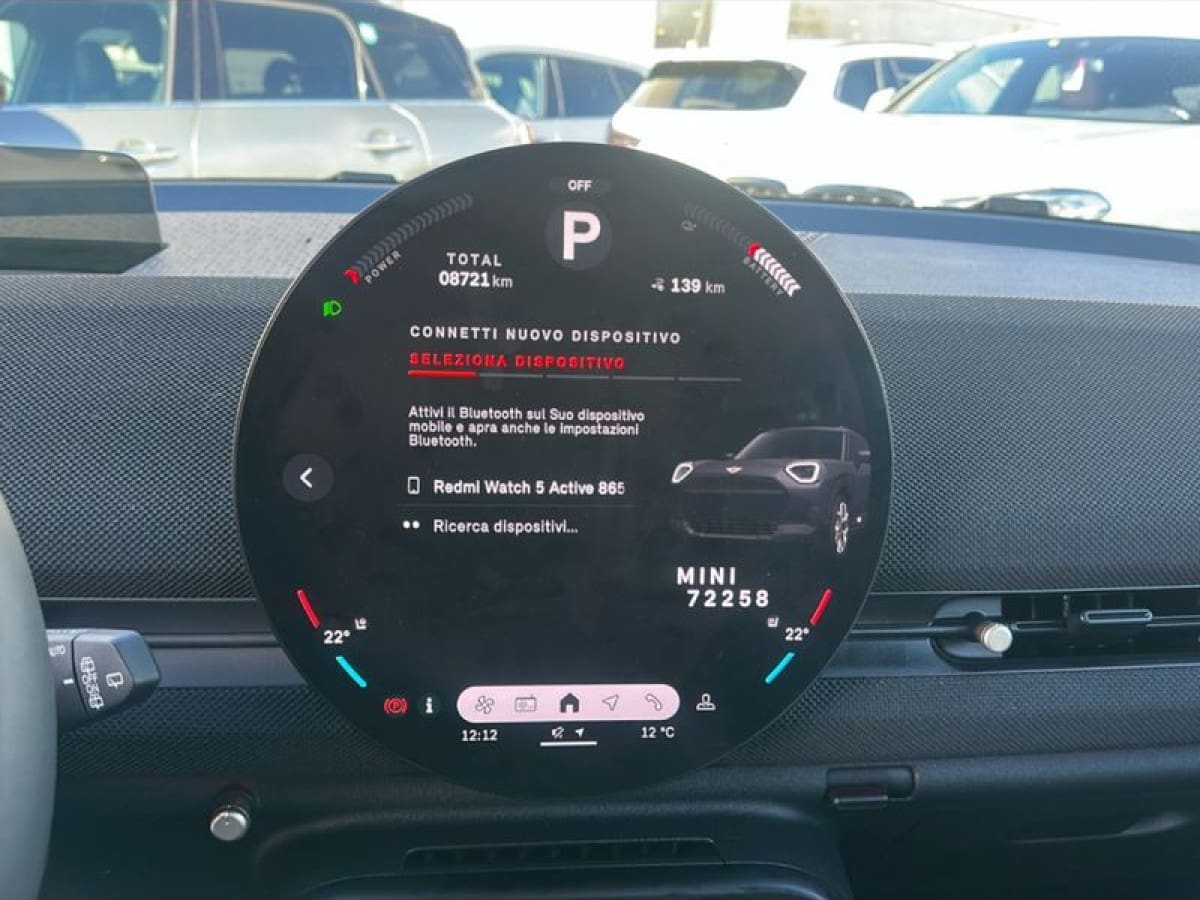 OFF
P
POWER
TOTAL
08721 km
139 km
BATTERY
CONNETTI NUOVO DISPOSITIVO
SELEZIONA DISPOSITIVO
Attivi il Bluetooth sul Suo dispositivo
mobile e apra anche le impostazioni
Bluetooth.
Redmi Watch 5 Active 865
Ricerca dispositivi...
MINI
72258
22°
22°
AUTO
P
i
12:12
12 °C